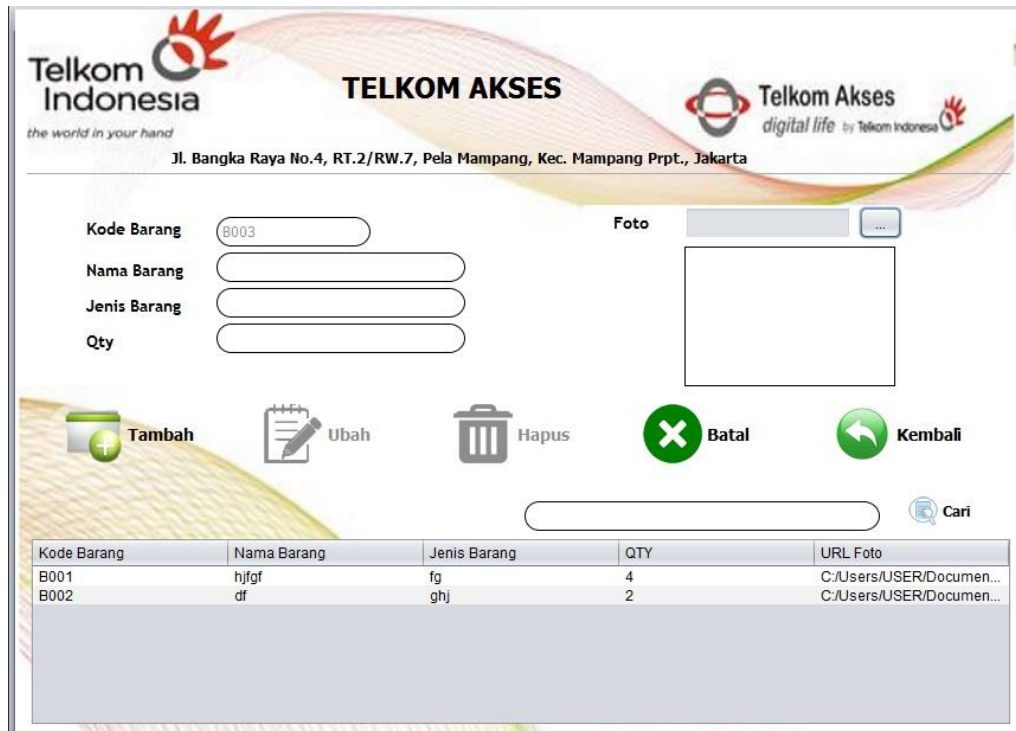 Telkom
Indonesia
the world in your hand
TELKOM AKSES
Telkom Akses
digital life by Telkom Indonesia
Jl. Bangka Raya No.4, RT.2/RW.7, Pela Mampang, Kec. Mampang Prpt., Jakarta
Kode Barang B003
Foto ...
Nama Barang
Jenis Barang
Qty
Tambah Ubah Hapus Batal Kembali
Cari
Kode Barang Nama Barang Jenis Barang QTY URL Foto
B001 hjfgf fg 4 C:/Users/USER/Documen...
B002 df ghj 2 C:/Users/USER/Documen...